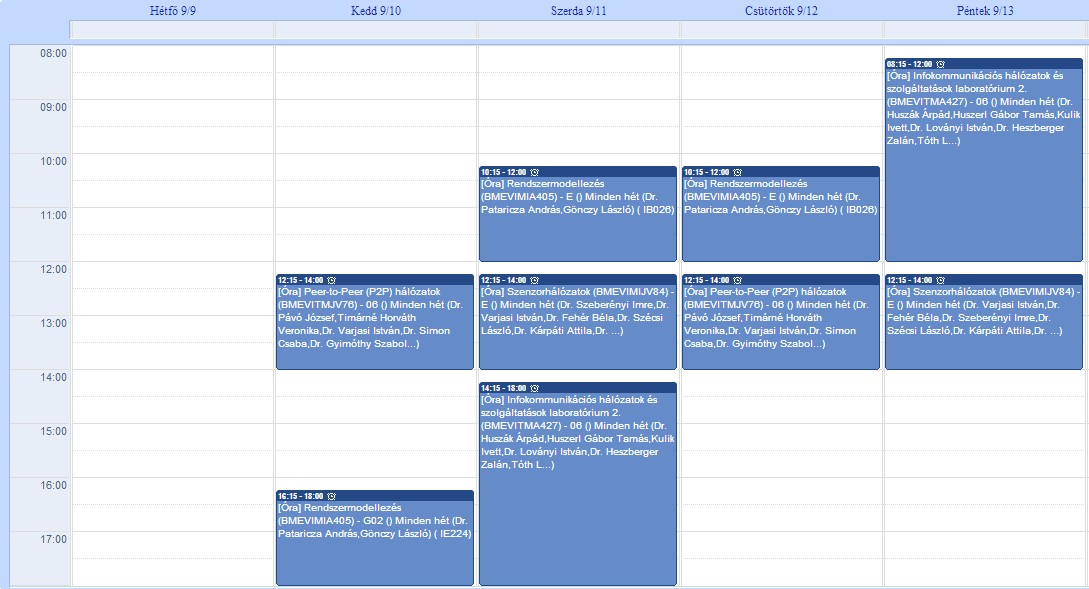 Hétfő 9/9
Kedd 9/10
Szerda 9/11
Csütörtök 9/12
Péntek 9/13
08:00
09:00
10:00
11:00
12:00
13:00
14:00
15:00
16:00
17:00
12:15 - 14:00
[Óra] Peer-to-Peer (P2P) hálózatok
(BMEVITMJV76) - 06 () Minden hét (Dr.
Pávó József,Timárné Horváth
Veronika,Dr. Varjasi István,Dr. Simon
Csaba,Dr. Gyimóthy Szabol...)
16:15 - 18:00
[Óra] Rendszermodellezés
(BMEVIMIA405) - G02 () Minden hét (Dr.
Pataricza András,Gönczy László) ( IE224)
10:15 - 12:00
[Óra] Rendszermodellezés
(BMEVIMIA405) - E () Minden hét (Dr.
Pataricza András,Gönczy László) ( IB026)
12:15 - 14:00
[Óra] Szenzorhálózatok (BMEVIMIJV84) -
E () Minden hét (Dr. Szeberényi Imre,Dr.
Varjasi István,Dr. Fehér Béla,Dr. Szécsi
László,Dr. Kárpáti Attila,Dr. ...)
14:15 - 18:00
[Óra] Infokommunikációs hálózatok és
szolgáltatások laboratórium 2.
(BMEVITMA427) - 06 () Minden hét (Dr.
Huszák Árpád,Huszerl Gábor Tamás,Kulik
Ivett,Dr. Loványi István,Dr. Heszberger
Zalán,Tóth L...)
10:15 - 12:00
[Óra] Rendszermodellezés
(BMEVIMIA405) - E () Minden hét (Dr.
Pataricza András,Gönczy László) ( IB026)
12:15 - 14:00
[Óra] Peer-to-Peer (P2P) hálózatok
(BMEVITMJV76) - 06 () Minden hét (Dr.
Pávó József,Timárné Horváth
Veronika,Dr. Varjasi István,Dr. Simon
Csaba,Dr. Gyimóthy Szabol...)
08:15 - 12:00
[Óra] Infokommunikációs hálózatok és
szolgáltatások laboratórium 2.
(BMEVITMA427) - 06 () Minden hét (Dr.
Huszák Árpád,Huszerl Gábor Tamás,Kulik
Ivett,Dr. Loványi István,Dr. Heszberger
Zalán,Tóth L...)
12:15 - 14:00
[Óra] Szenzorhálózatok (BMEVIMIJV84) -
E () Minden hét (Dr. Varjasi István,Dr.
Fehér Béla,Dr. Szeberényi Imre,Dr.
Szécsi László,Dr. Kárpáti Attila,Dr. ...)